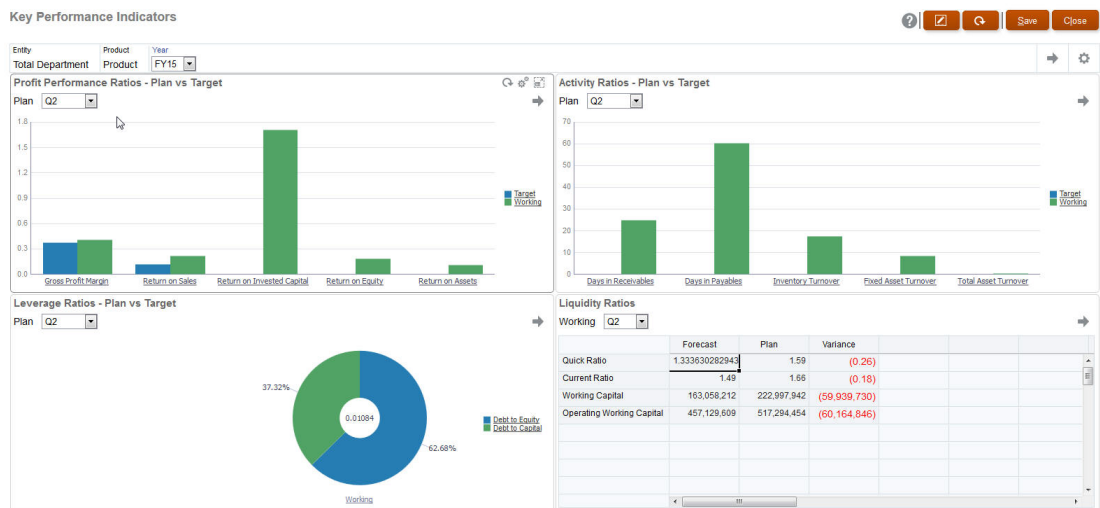 Key Performance Indicators
? Save Close
Entity Product Year
Total Department Product FY15
Profit Performance Ratios - Plan vs Target
Plan Q2
1.8
1.5
1.2
0.9
0.6
0.3
0.0
Gross Profit Margin Return on Sales Return on Invested Capital Return on Equity Return on Assets
Target
Working
Activity Ratios - Plan vs Target
Plan Q2
70
60
50
40
30
20
10
0
Days in Receivables Days in Payables Inventory Turnover Fixed Asset Turnover Total Asset Turnover
Target
Working
Leverage Ratios - Plan vs Target
Plan Q2
37.32%
0.01084
62.68%
Working
Debt to Equity
Debt to Capital
Liquidity Ratios
Working Q2
Forecast Plan Variance
Quick Ratio 1.333630282943 1.59 (0.26)
Current Ratio 1.49 1.66 (0.18)
Working Capital 163,058,212 222,997,942 (59,939,730)
Operating Working Capital 457,129,609 517,294,454 (60,164,846)